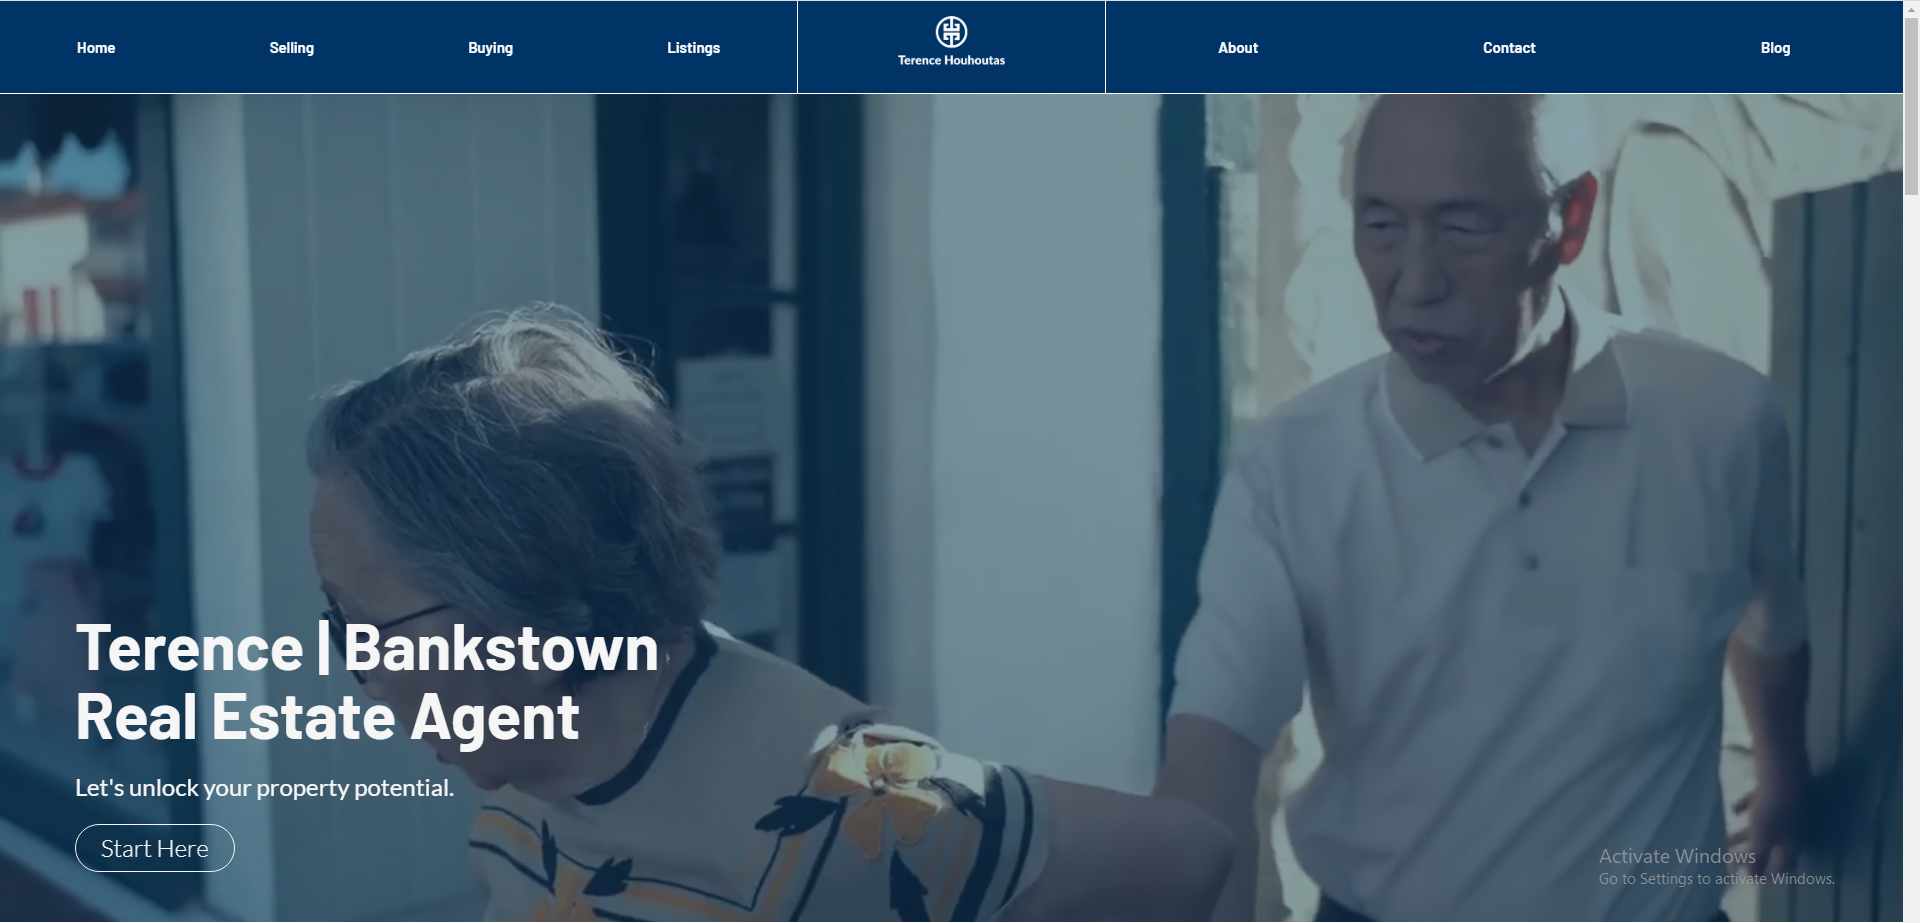 Home
Selling
Buying
Listings
Terence Houhoutas
About
Contact
Blog
Terence | Bankstown
Real Estate Agent
Let's unlock your property potential.
Start Here
Activate Windows
Go to Settings to activate Windows.